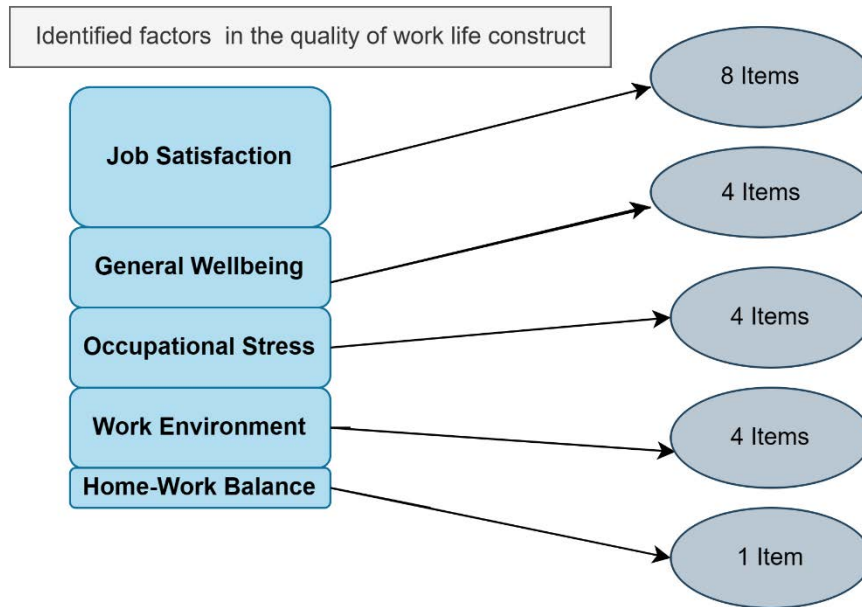 Identified factors in the quality of work life construct
Job Satisfaction
8 Items
General Wellbeing
4 Items
Occupational Stress
4 Items
Work Environment
4 Items
Home-Work Balance
1 Item